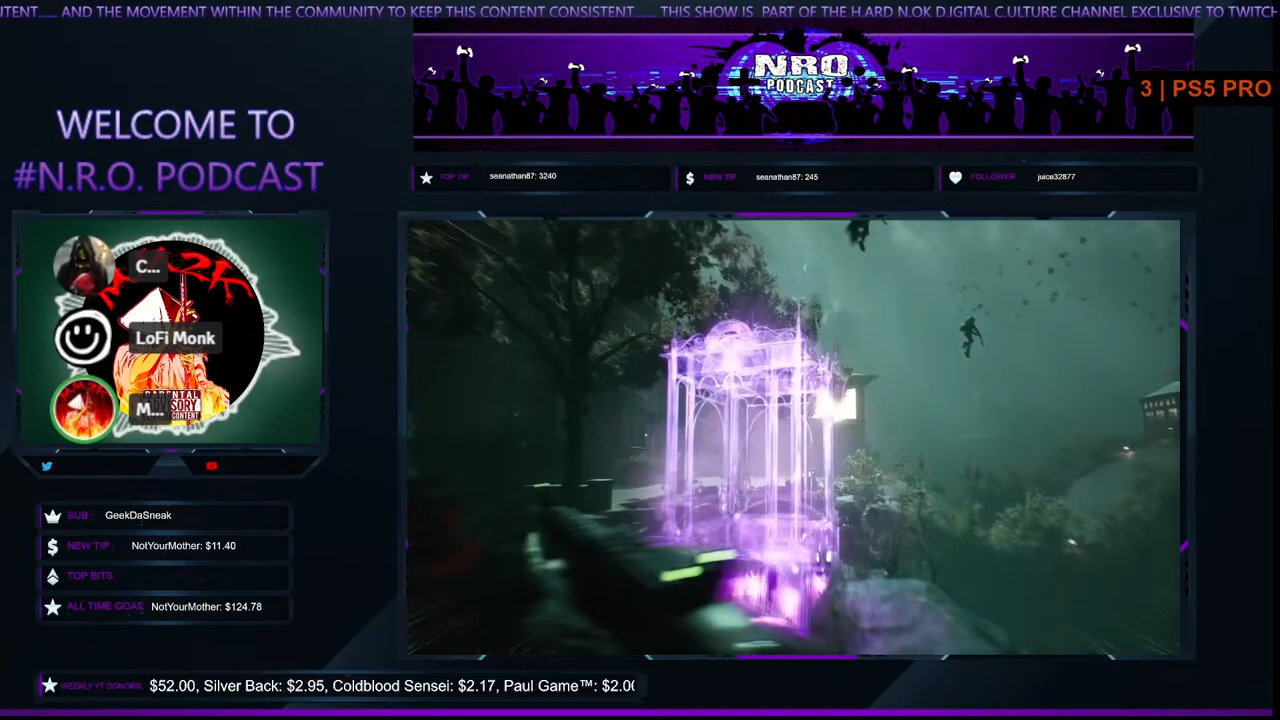 TENT...... AND THE MOVEMENT WITHIN THE COMMUNITY TO KEEP THIS CONTENT CONSISTENT...... THIS SHOW IS PART OF THE H.ARD N.OK D.IGITAL C.ULTURE CHANNEL EXCLUSIVE TO TWITCH
NRO
PODCAST
3 | PS5 PRO
WELCOME TO
#N.R.O. PODCAST
TOP TIP seanathan87: 3240
NEW TIP : seanathan87: 245
FOLLOWER : juice32877
C...
LoFi Monk
M...
PARENTAL
ADVISORY
CONTENT
SUB : GeekDaSneak
NEW TIP : NotYourMother: $11.40
TOP BITS
ALL TIME GOAT: NotYourMother: $124.78
WEEKLY YT DONORS: $52.00, Silver Back: $2.95, Coldblood Sensei: $2.17, Paul Game™: $2.00